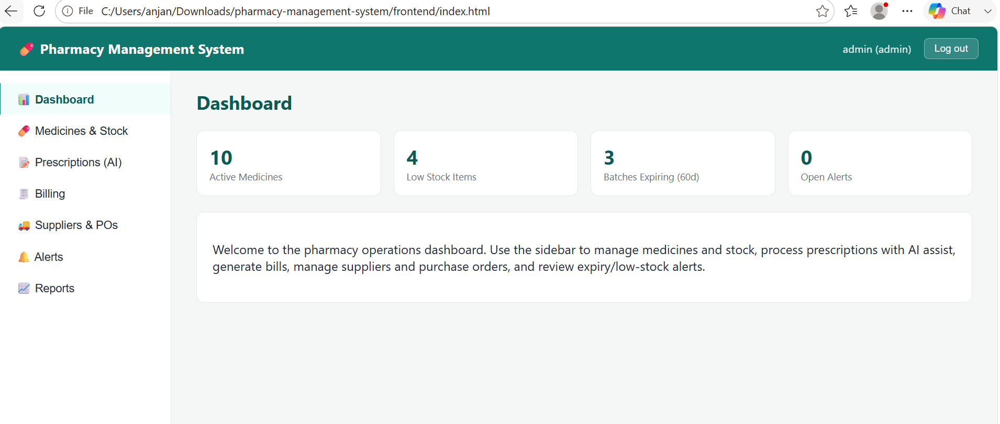 File C:/Users/anjan/Downloads/pharmacy-management-system/frontend/index.html
Chat
Pharmacy Management System
admin (admin)
Log out
Dashboard
Medicines & Stock
Prescriptions (AI)
Billing
Suppliers & POs
Alerts
Reports
Dashboard
10
Active Medicines
4
Low Stock Items
3
Batches Expiring (60d)
0
Open Alerts
Welcome to the pharmacy operations dashboard. Use the sidebar to manage medicines and stock, process prescriptions with AI assist,
generate bills, manage suppliers and purchase orders, and review expiry/low-stock alerts.